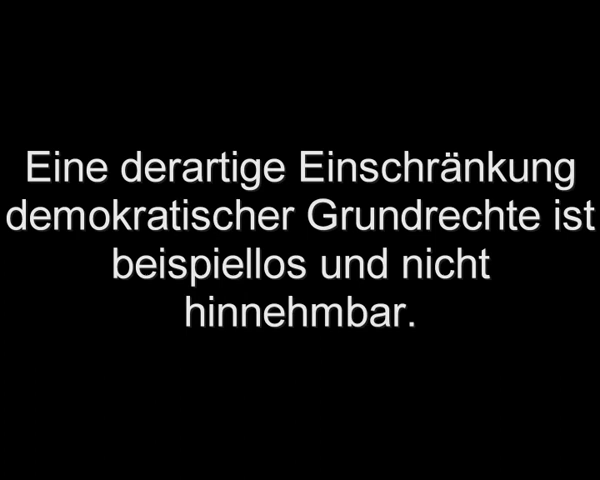 Eine derartige Einschränkung
demokratischer Grundrechte ist
beispiellos und nicht
hinnehmbar.